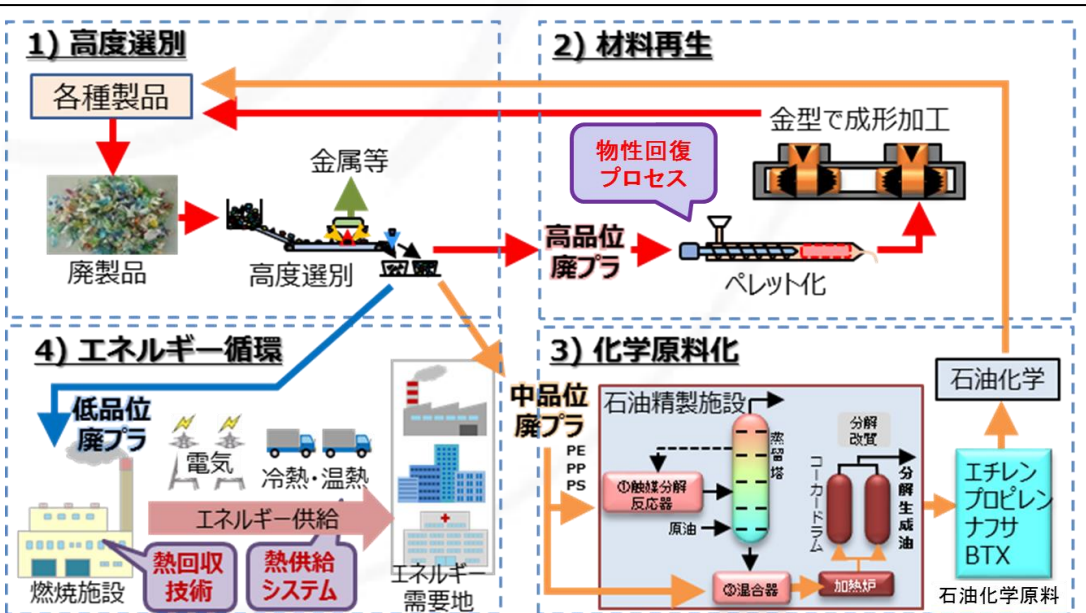 1) 高度選別
各種製品
廃製品
金属等
高度選別
2) 材料再生
物性回復
プロセス
金型で成形加工
高品位
廃プラ
ペレット化
4) エネルギー循環
低品位
廃プラ
電気
冷熱・温熱
エネルギー供給
燃焼施設
熱回収
技術
熱供給
システム
エネルギー
需要地
3) 化学原料化
中品位
廃プラ
PE
PP
PS
石油精製施設
①触媒分解
反応器
原油
蒸留塔
混合器
加熱炉
コーカードラム
分解
改質
分解生成油
石油化学
エチレン
プロピレン
ナフサ
BTX
石油化学原料